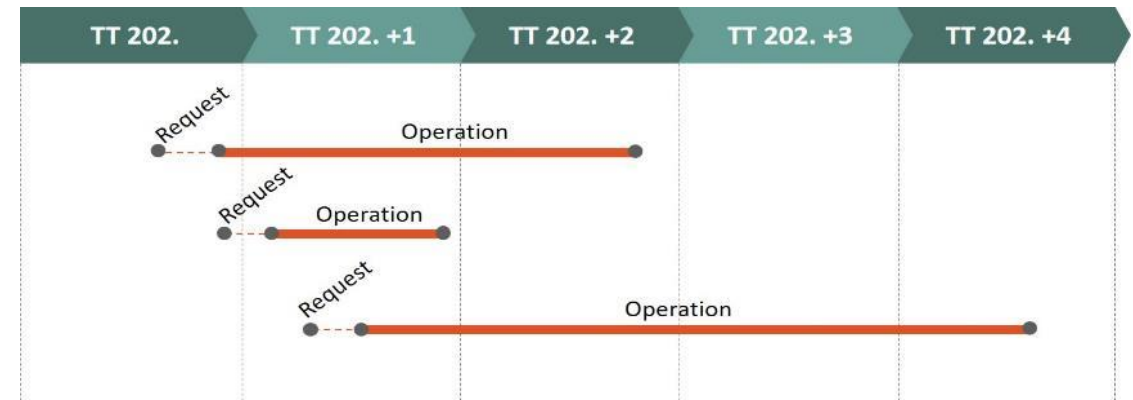 TT 202. TT 202. +1 TT 202. +2 TT 202. +3 TT 202. +4
Request
Operation
Request
Operation
Request
Operation